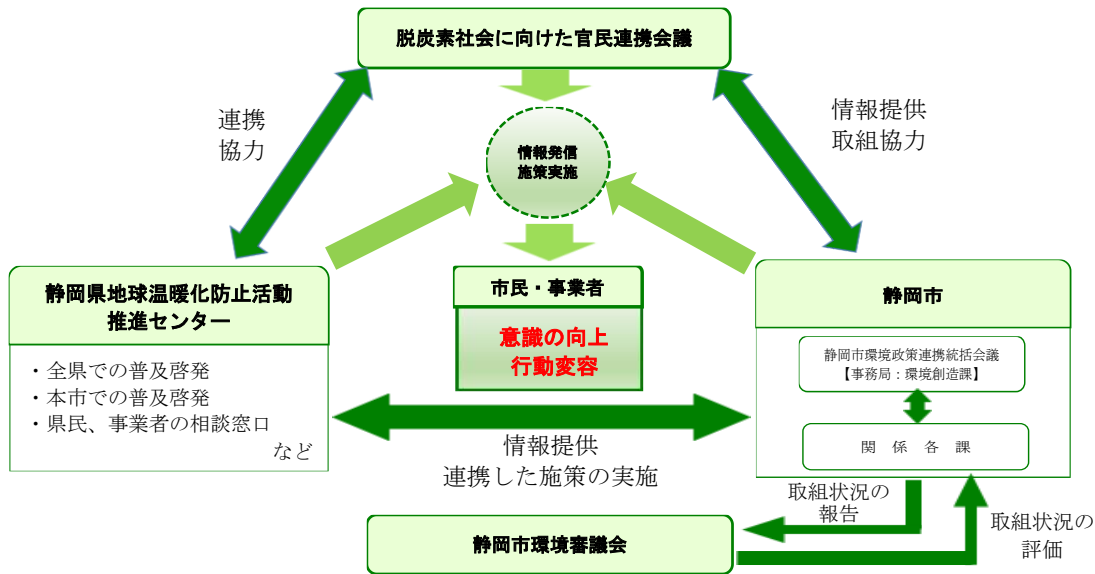 脱炭素社会に向けた官民連携会議
連携
協力
情報提供
取組協力
情報発信
施策実施
静岡県地球温暖化防止活動
推進センター
・全県での普及啓発
・本市での普及啓発
・県民、事業者の相談窓口
など
市民・事業者
意識の向上
行動変容
静岡市
静岡市環境政策連携統括会議
【事務局：環境創造課】
関係各課
情報提供
連携した施策の実施
取組状況の
報告
取組状況の
評価
静岡市環境審議会